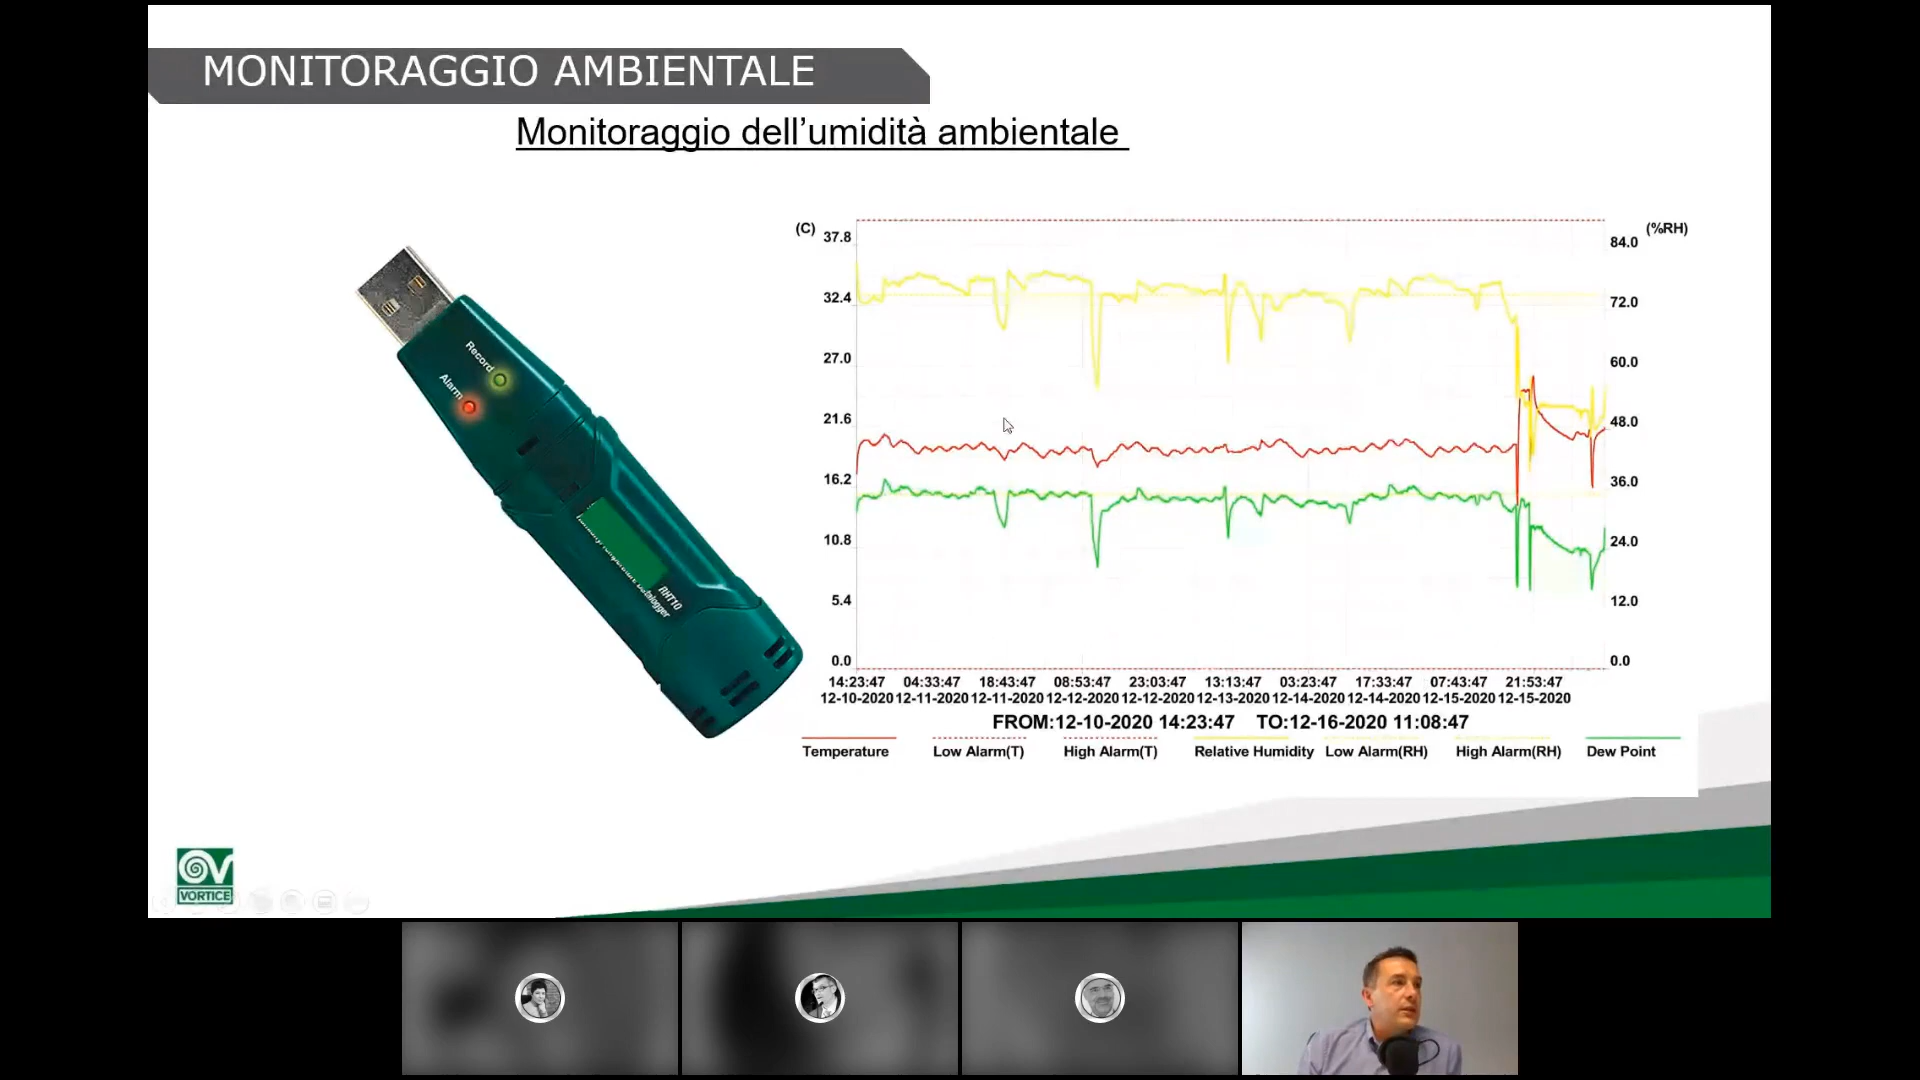 MONITORAGGIO AMBIENTALE
Monitoraggio dell’umidità ambientale
Record
Alarm
RHT10
(C)
37.8
32.4
27.0
21.6
16.2
10.8
5.4
0.0
(%RH)
84.0
72.0
60.0
48.0
36.0
24.0
12.0
0.0
14:23:47 04:33:47 18:43:47 08:53:47 23:03:47 13:13:47 03:23:47 17:33:47 07:43:47 21:53:47
12-10-2020 12-11-2020 12-11-2020 12-12-2020 12-12-2020 12-13-2020 12-14-2020 12-14-2020 12-15-2020 12-15-2020
FROM:12-10-2020 14:23:47 TO:12-16-2020 11:08:47
Temperature Low Alarm(T) High Alarm(T) Relative Humidity Low Alarm(RH) High Alarm(RH) Dew Point
VORTICE